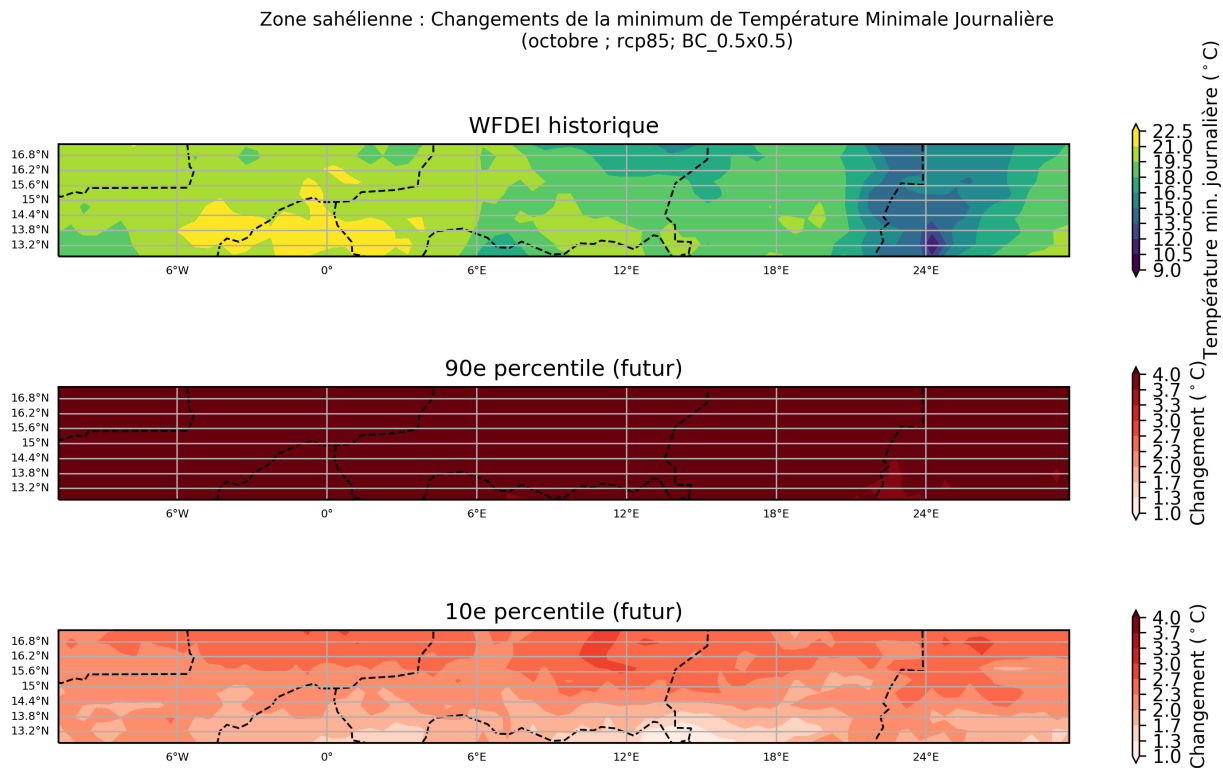 Zone sahélienne : Changements de la minimum de Température Minimale Journalière
(octobre ; rcp85; BC_0.5x0.5)
WFDEI historique
16.8°N
16.2°N
15.6°N
15°N
14.4°N
13.8°N
13.2°N
6°W 0° 6°E 12°E 18°E 24°E
22.5
21.0
19.5
18.0
16.5
15.0
13.5
12.0
10.5
9.0
Température min. journalière (°C)
90e percentile (futur)
16.8°N
16.2°N
15.6°N
15°N
14.4°N
13.8°N
13.2°N
6°W 0° 6°E 12°E 18°E 24°E
4.0
3.7
3.3
3.0
2.7
2.3
2.0
1.7
1.3
1.0
Changement (°C)
10e percentile (futur)
16.8°N
16.2°N
15.6°N
15°N
14.4°N
13.8°N
13.2°N
6°W 0° 6°E 12°E 18°E 24°E
4.0
3.7
3.3
3.0
2.7
2.3
2.0
1.7
1.3
1.0
Changement (°C)